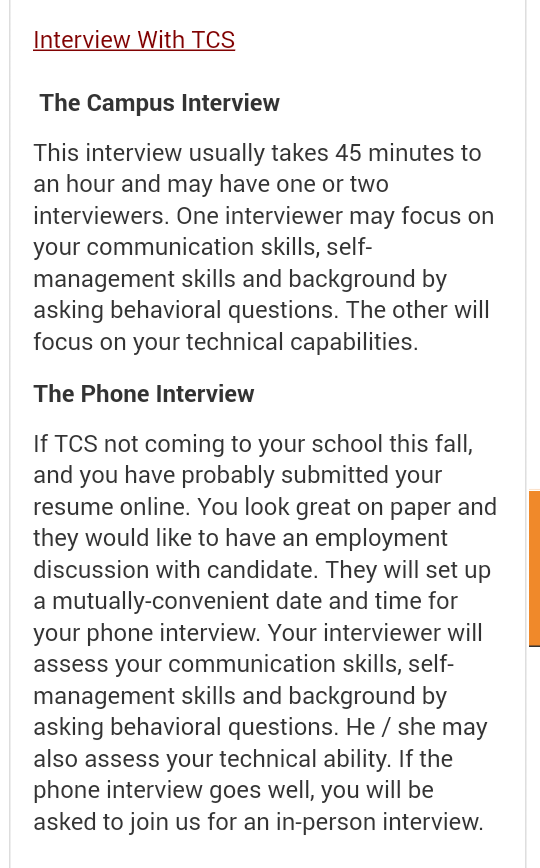 Interview With TCS
The Campus Interview
This interview usually takes 45 minutes to
an hour and may have one or two
interviewers. One interviewer may focus on
your communication skills, self-
management skills and background by
asking behavioral questions. The other will
focus on your technical capabilities.
The Phone Interview
If TCS not coming to your school this fall,
and you have probably submitted your
resume online. You look great on paper and
they would like to have an employment
discussion with candidate. They will set up
a mutually-convenient date and time for
your phone interview. Your interviewer will
assess your communication skills, self-
management skills and background by
asking behavioral questions. He / she may
also assess your technical ability. If the
phone interview goes well, you will be
asked to join us for an in-person interview.